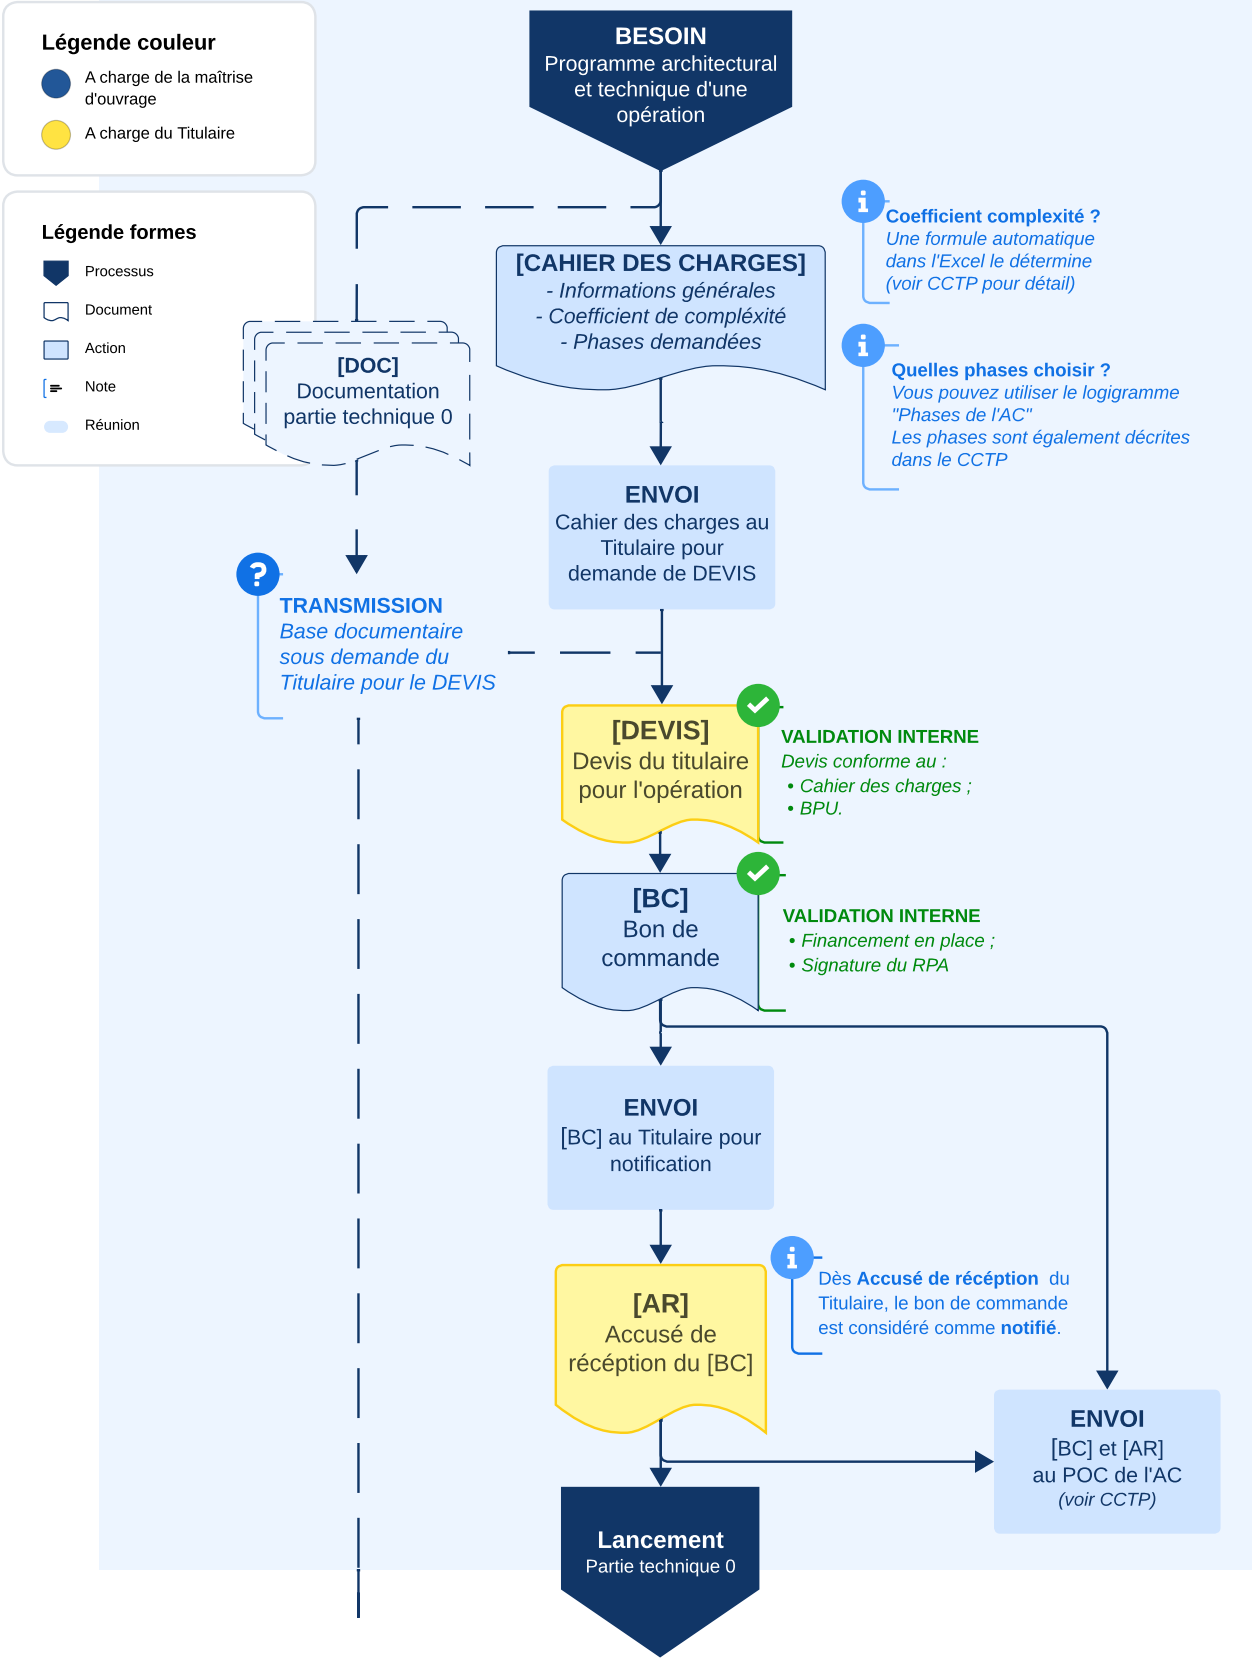 Légende couleur
A charge de la maîtrise
d'ouvrage
A charge du Titulaire
Légende formes
Processus
Document
Action
Note
Réunion
BESOIN
Programme architectural
et technique d'une
opération
[CAHIER DES CHARGES]
- Informations générales
- Coefficient de compléxité
- Phases demandées
Coefficient complexité ?
Une formule automatique
dans l'Excel le détermine
(voir CCTP pour détail)
Quelles phases choisir ?
Vous pouvez utiliser le logigramme
"Phases de l'AC"
Les phases sont également décrites
dans le CCTP
[DOC]
Documentation
partie technique 0
ENVOI
Cahier des charges au
Titulaire pour
demande de DEVIS
?
TRANSMISSION
Base documentaire
sous demande du
Titulaire pour le DEVIS
[DEVIS]
Devis du titulaire
pour l'opération
VALIDATION INTERNE
Devis conforme au :
• Cahier des charges ;
• BPU.
[BC]
Bon de
commande
VALIDATION INTERNE
• Financement en place ;
• Signature du RPA
ENVOI
[BC] au Titulaire pour
notification
[AR]
Accusé de
récéption du [BC]
Dès Accusé de récéption du
Titulaire, le bon de commande
est considéré comme notifié.
ENVOI
[BC] et [AR]
au POC de l'AC
(voir CCTP)
Lancement
Partie technique 0